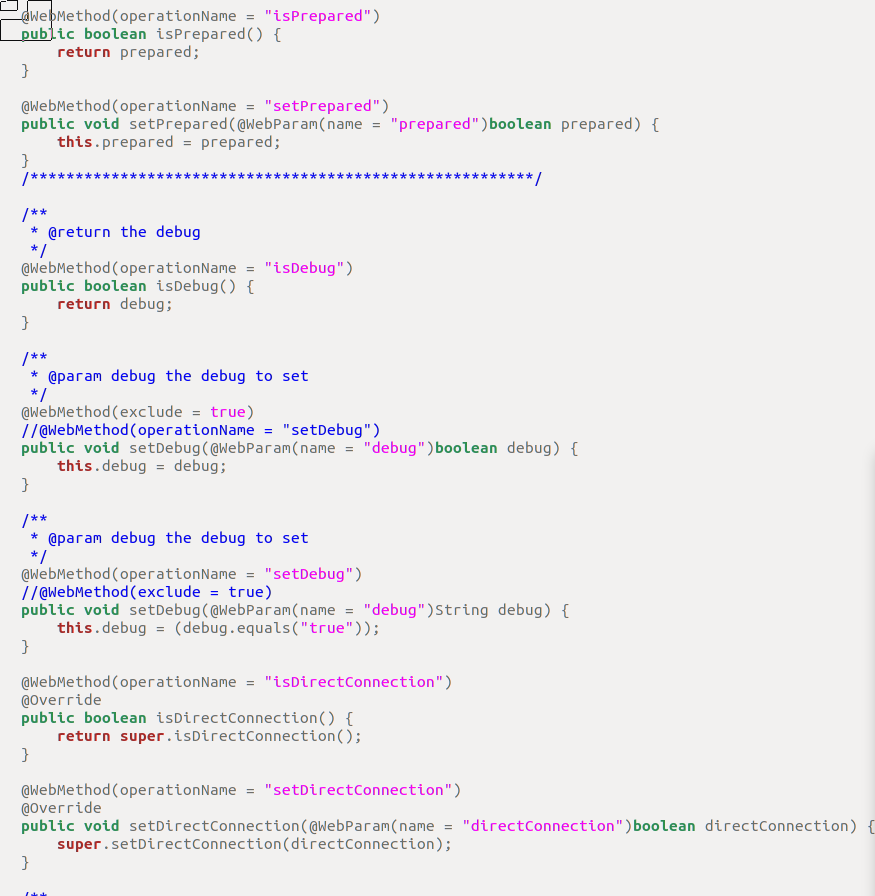 @WebMethod(operationName = "isPrepared")
public boolean isPrepared() {
    return prepared;
}

@WebMethod(operationName = "setPrepared")
public void setPrepared(@WebParam(name = "prepared")boolean prepared) {
    this.prepared = prepared;
}
/********************************************************/

/**
 * @return the debug
 */
@WebMethod(operationName = "isDebug")
public boolean isDebug() {
    return debug;
}

/**
 * @param debug the debug to set
 */
@WebMethod(exclude = true)
//@WebMethod(operationName = "setDebug")
public void setDebug(@WebParam(name = "debug")boolean debug) {
    this.debug = debug;
}

/**
 * @param debug the debug to set
 */
@WebMethod(operationName = "setDebug")
//@WebMethod(exclude = true)
public void setDebug(@WebParam(name = "debug")String debug) {
    this.debug = (debug.equals("true"));
}

@WebMethod(operationName = "isDirectConnection")
@Override
public boolean isDirectConnection() {
    return super.isDirectConnection();
}

@WebMethod(operationName = "setDirectConnection")
@Override
public void setDirectConnection(@WebParam(name = "directConnection")boolean directConnection) {
    super.setDirectConnection(directConnection);
}

/**